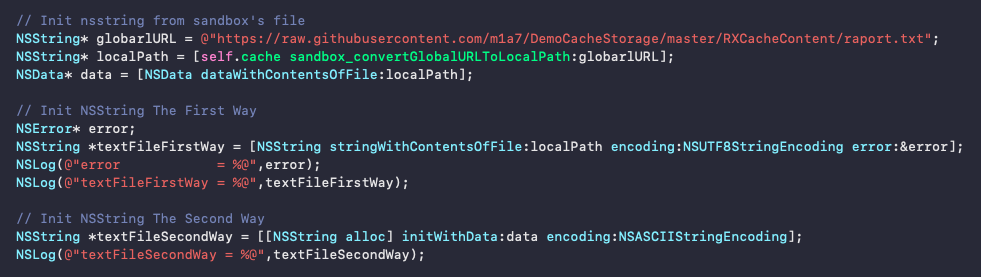 // Init nsstring from sandbox's file
NSString* globarlURL = @"https://raw.githubusercontent.com/m1a7/DemoCacheStorage/master/RXCacheContent/raport.txt";
NSString* localPath = [self.cache sandbox_convertGlobalURLToLocalPath:globarlURL];
NSData* data = [NSData dataWithContentsOfFile:localPath];
// Init NSString The First Way
NSError* error;
NSString *textFileFirstWay = [NSString stringWithContentsOfFile:localPath encoding:NSUTF8StringEncoding error:&error];
NSLog(@"error            = %@",error);
NSLog(@"textFileFirstWay = %@",textFileFirstWay);
// Init NSString The Second Way
NSString *textFileSecondWay = [[NSString alloc] initWithData:data encoding:NSASCIIStringEncoding];
NSLog(@"textFileSecondWay = %@",textFileSecondWay);